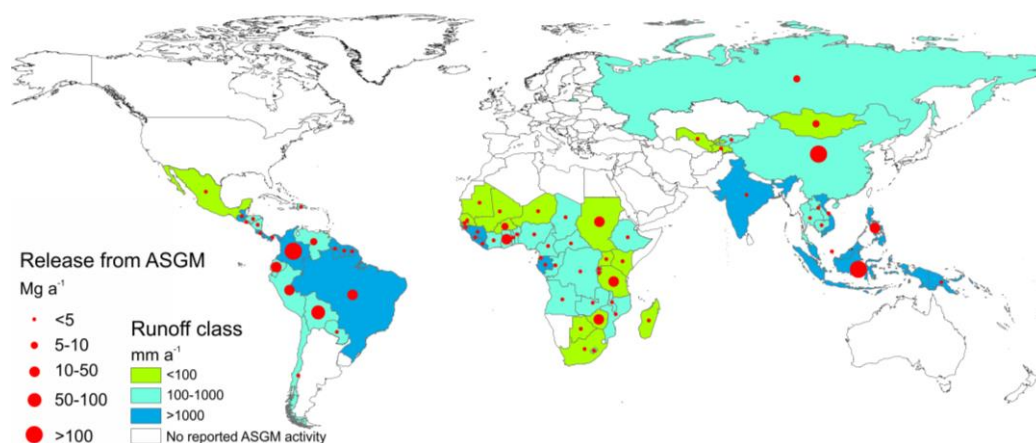 Release from ASGM
Mg a⁻¹
<5
5-10
10-50
50-100
>100
Runoff class
mm a⁻¹
<100
100-1000
>1000
No reported ASGM activity